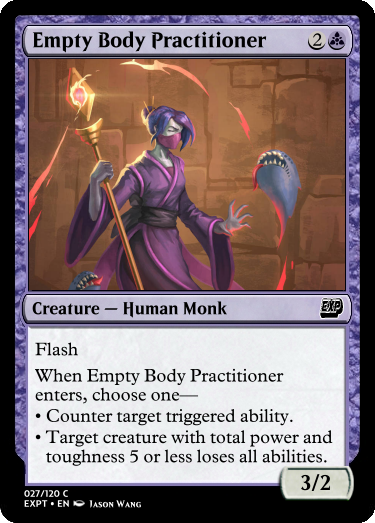 Empty Body Practitioner 2
Creature — Human Monk EXP
Flash
When Empty Body Practitioner
enters, choose one—
• Counter target triggered ability.
• Target creature with total power and
toughness 5 or less loses all abilities.
3/2
027/120 C
EXPT • EN Jason Wang